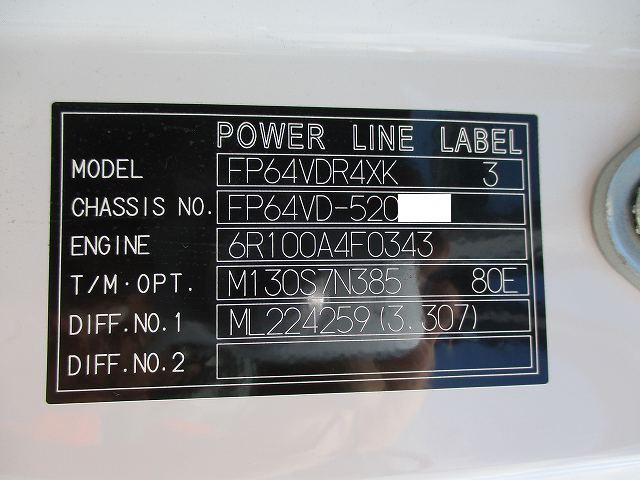 POWER LINE LABEL
MODEL FP64VDR4XK 3
CHASSIS NO. FP64VD-520
ENGINE 6R100A4F0343
T/M·OPT. M130S7N385 80E
DIFF.NO.1 ML224259(3.307)
DIFF.NO.2